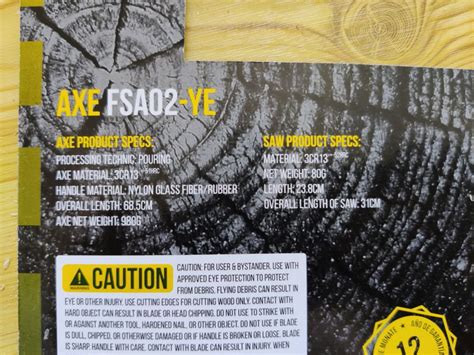 AXE FSA02-YE
AXE PRODUCT SPECS:
PROCESSING TECHNIC: POURING
AXE MATERIAL: 3CR13
HANDLE MATERIAL: NYLON GLASS FIBER/RUBBER
OVERALL LENGTH: 68.5CM
AXE NET WEIGHT: 980G
SAW PRODUCT SPECS:
MATERIAL: 3CR13
NET WEIGHT: 80G
LENGTH: 23.8CM
OVERALL LENGTH OF SAW: 31CM
CAUTION
CAUTION: FOR USER & BYSTANDER. USE WITH
APPROVED EYE PROTECTION TO PROTECT
FROM DEBRIS. FLYING DEBRIS CAN RESULT IN
EYE OR OTHER INJURY. USE CUTTING EDGES FOR CUTTING WOOD ONLY. CONTACT WITH
HARD OBJECT CAN RESULT IN DEATH OR HEAD CHIPPING. DO NOT USE TO STRIKE WITH
OR AGAINST ANOTHER TOOL, HARDENED NAIL, OR OTHER OBJECT. DO NOT USE IF BLADE
IS DULL, CHIPPED, OR OTHERWISE DAMAGED OR IF HANDLE IS BROKEN OR LOOSE. BLADE
IS SHARP. HANDLE WITH CARE. CONTACT WITH BLADE CAN RESULT IN INJURY. WHEN
12